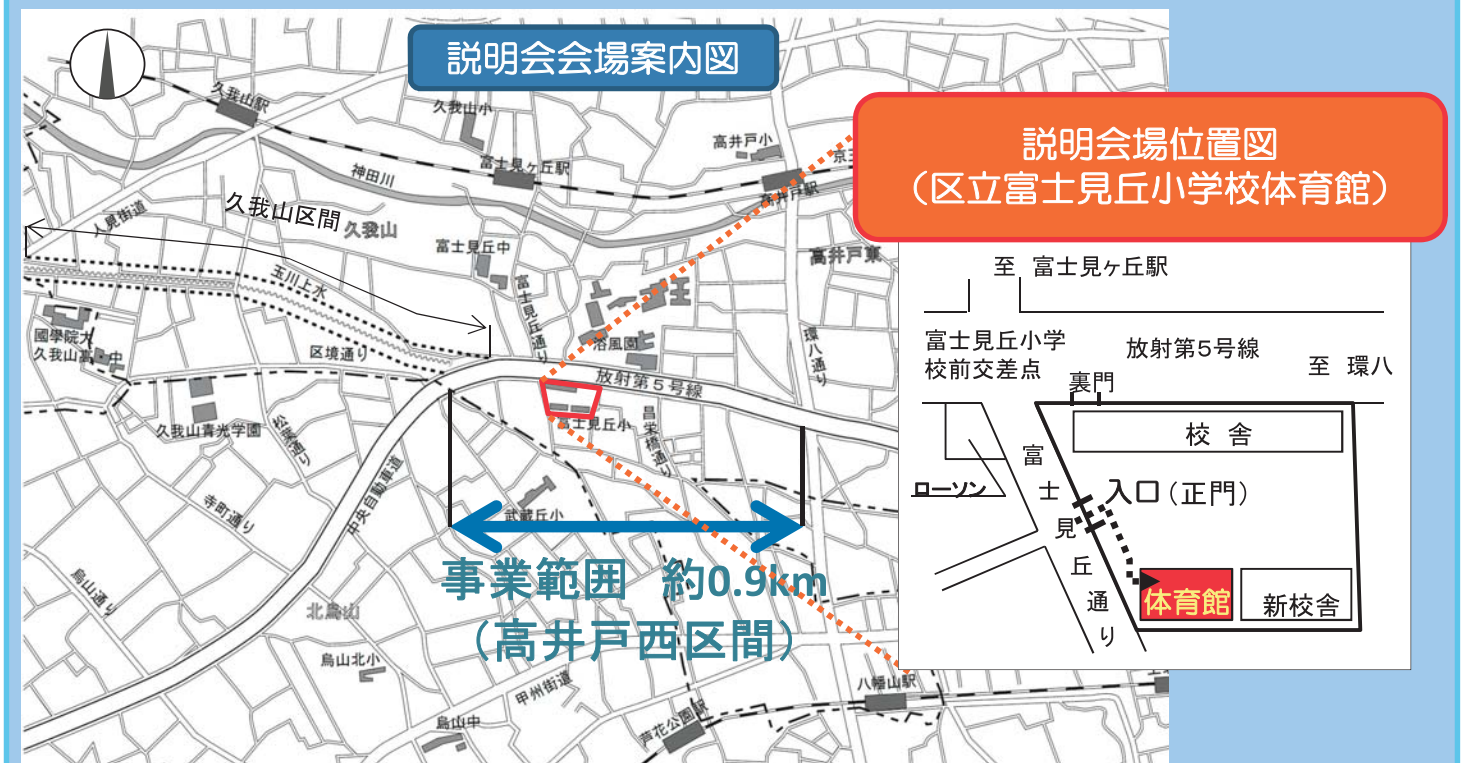 説明会会場案内図
久我山駅
久我山小
高井戸小
富士見ヶ丘駅
京王
高井戸駅
神田川
人見街道
久我山区間
久我山
富士見丘中
高井戸東
玉川上水
富士見丘通り
浴風園
環八通り
國學院大
久我山高・中
区境通り
放射第5号線
富士見丘小
昌栄橋通り
久我山青光学園
松葉通り
中央自動車道
寺町通り
武蔵丘小
事業範囲 約0.9km
(高井戸西区間)
烏山通り
北烏山
烏山北小
甲州街道
八幡山駅
烏山中
芦花公園駅
説明会場位置図
(区立富士見丘小学校体育館)
至 富士見ヶ丘駅
富士見丘小学
校前交差点
放射第5号線
至 環八
裏門
校 舎
ローソン
富士見丘通り
入口(正門)
体育館
新校舎